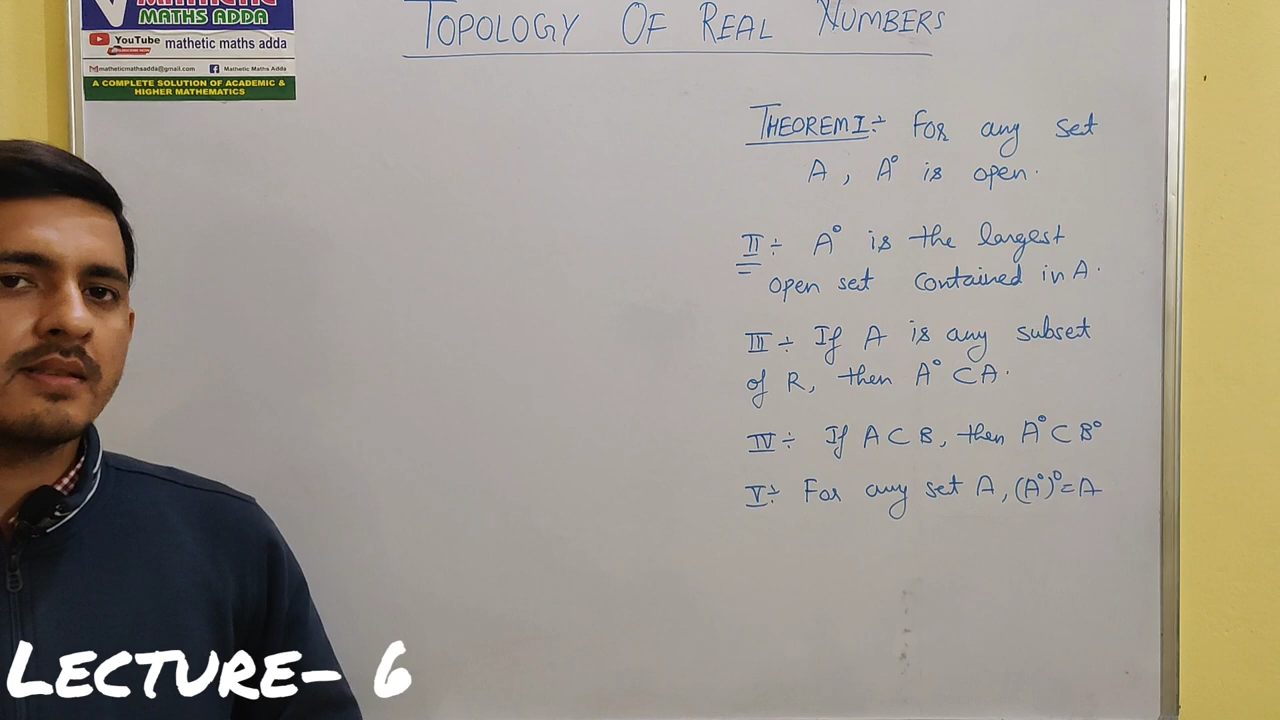 MATHS ADDA
YouTube mathetic maths adda
SUBSCRIBE NOW
matheticmathsadda@gmail.com Mathetic Maths Adda
A COMPLETE SOLUTION OF ACADEMIC &
HIGHER MATHEMATICS
TOPOLOGY OF REAL NUMBERS
THEOREM I:- For any set
A, A° is open.
II:- A° is the largest
open set contained in A.
III:- If A is any subset
of R, then A° ⊂ A.
IV:- If A ⊂ B, then A° ⊂ B°
V:- For any set A, (A°)° = A
LECTURE- 6